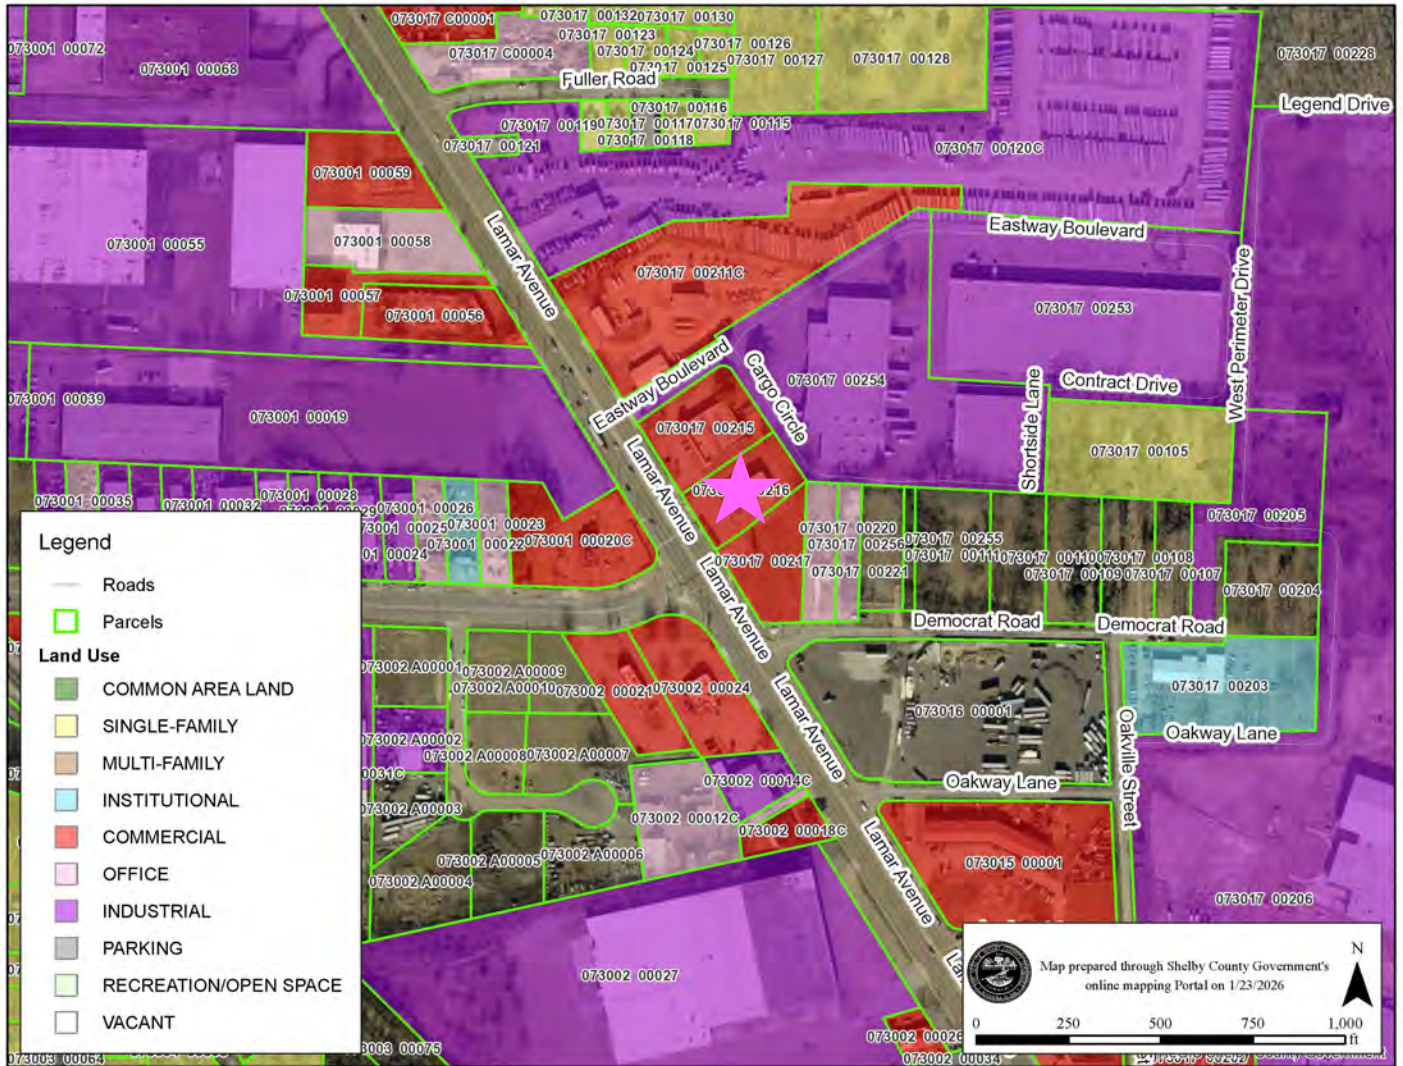 073017 C00001
073017 00132
073017 00130
073017 00123
073017 00126
073017 00124
073017 00127
073017 00125
073017 00128
073017 00228
073001 00072
073001 00068
073017 C00004
Fuller Road
Legend Drive
073017 00116
073017 00119
073017 00117
073017 00115
073017 00118
073017 00121
073017 00120C
073001 00059
073001 00055
073001 00058
Lamar Avenue
Eastway Boulevard
073017 00211C
073001 00057
073001 00056
073017 00253
West Perimeter Drive
Eastway Boulevard
Cargo Circle
073017 00254
Shortside Lane
Contract Drive
073001 00039
073001 00019
073017 00215
Lamar Avenue
073017 00105
073001 00035
073001 00032
073001 00028
073001 00026
073001 00025
073001 00023
073001 00022
073001 00020C
073017 00217
Lamar Avenue
073017 00220
073017 00256
073017 00255
073017 00221
073017 00110
073017 00109
073017 00108
073017 00107
073017 00205
073017 00204
Democrat Road
Democrat Road
073002 A00001
073002 A00009
073002 A00010
073002 00021
073002 00024
073002 A00002
073002 A00008
073002 A00007
073002 A00003
073002 00014C
Lamar Avenue
073016 00001
073017 00203
Oakway Lane
Oakway Lane
Oakville Street
073002 00012C
073002 00018C
073002 A00005
073002 A00006
073002 A00004
Lamar Avenue
073015 00001
073017 00206
073002 00027
073002 00026
073002 00034
Legend
Roads
Parcels
Land Use
COMMON AREA LAND
SINGLE-FAMILY
MULTI-FAMILY
INSTITUTIONAL
COMMERCIAL
OFFICE
INDUSTRIAL
PARKING
RECREATION/OPEN SPACE
VACANT
Map prepared through Shelby County Government's
online mapping Portal on 1/23/2026
N
0 250 500 750 1,000
ft